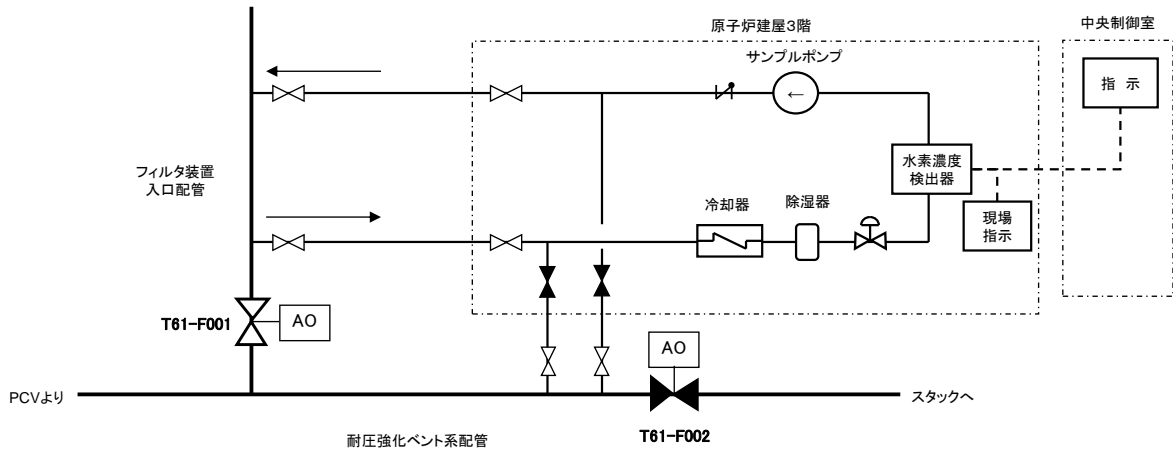 原子炉建屋3階
中央制御室
サンプルポンプ
指 示
←
水素濃度
検出器
フィルタ装置
入口配管
冷却器
除湿器
現場
指示
T61-F001
AO
AO
PCVより
スタックへ
耐圧強化ベント系配管
T61-F002